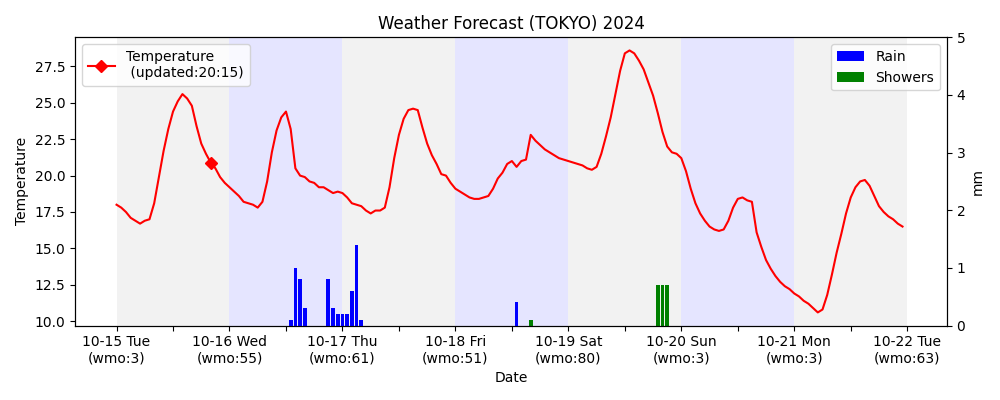 Weather Forecast (TOKYO) 2024
Temperature
(updated:20:15)
Rain
Showers
Temperature
27.5
25.0
22.5
20.0
17.5
15.0
12.5
10.0
5
4
3
2
1
0
mm
10-15 Tue 10-16 Wed 10-17 Thu 10-18 Fri 10-19 Sat 10-20 Sun 10-21 Mon 10-22 Tue
(wmo:3) (wmo:55) (wmo:61) (wmo:51) (wmo:80) (wmo:3) (wmo:3) (wmo:63)
Date